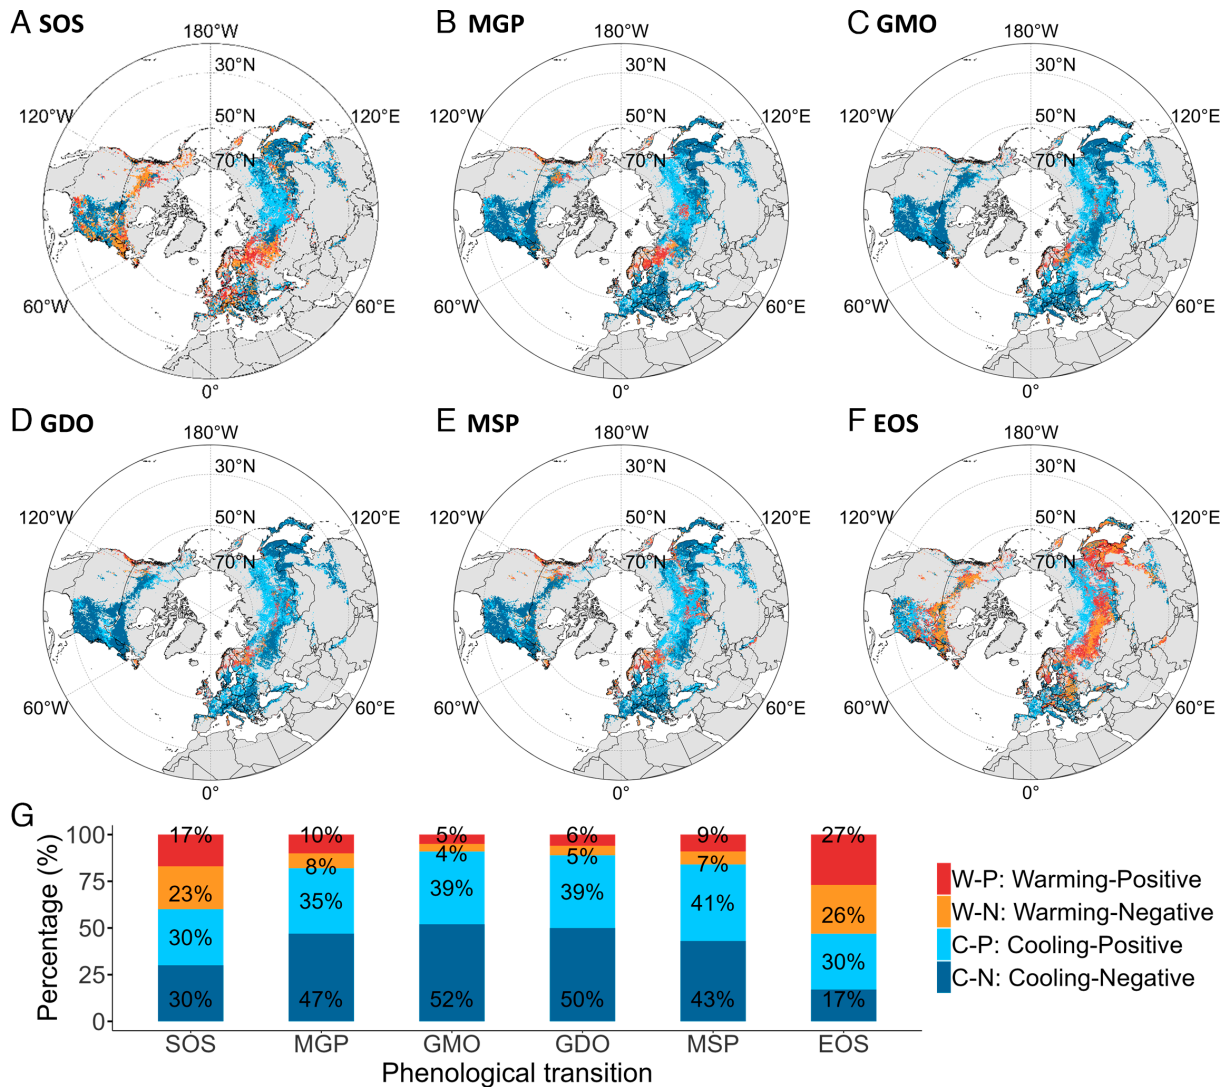 A SOS
180°W
30°N
50°N
70°N
120°W
120°E
60°W
60°E
0°
B MGP
180°W
30°N
50°N
70°N
120°W
120°E
60°W
60°E
0°
C GMO
180°W
30°N
50°N
70°N
120°W
120°E
60°W
60°E
0°
D GDO
180°W
30°N
50°N
70°N
120°W
120°E
60°W
60°E
0°
E MSP
180°W
30°N
50°N
70°N
120°W
120°E
60°W
60°E
0°
F EOS
180°W
30°N
50°N
70°N
120°W
120°E
60°W
60°E
0°
G
Percentage (%)
100
75
50
25
0
17%
23%
30%
30%
10%
8%
35%
47%
5%
4%
39%
52%
6%
5%
39%
50%
9%
7%
41%
43%
27%
26%
30%
17%
SOS
MGP
GMO
GDO
MSP
EOS
Phenological transition
W-P: Warming-Positive
W-N: Warming-Negative
C-P: Cooling-Positive
C-N: Cooling-Negative